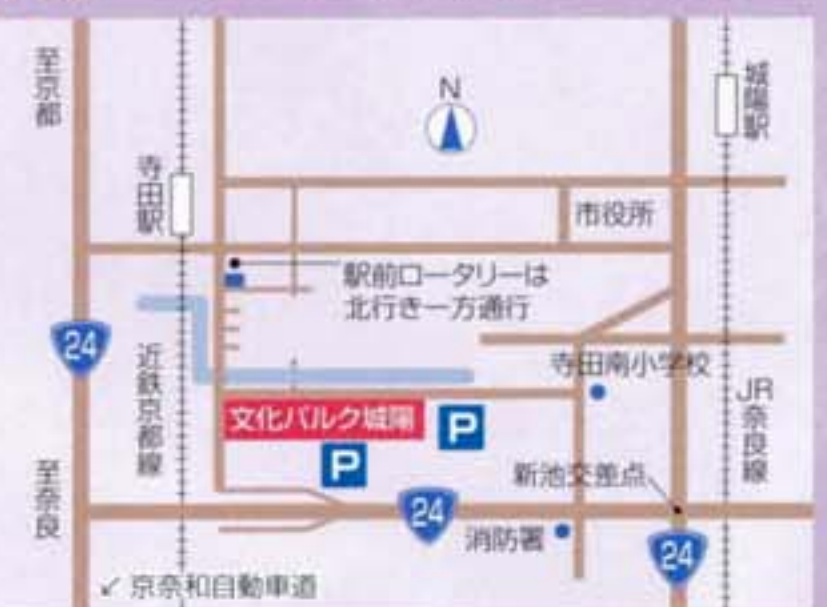 至京都
城陽駅
N
寺田駅
市役所
駅前ロータリーは
北行き一方通行
24
近鉄京都線
寺田南小学校
JR奈良線
文化パルク城陽
P
P
至奈良
新池交差点
24
消防署
24
↙ 京奈和自動車道